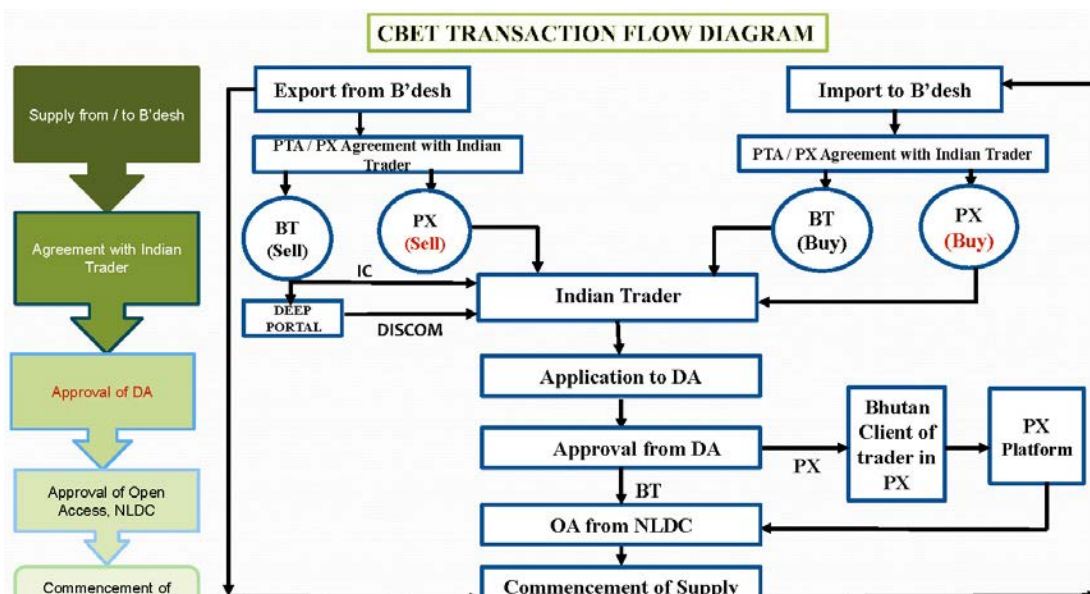 CBET TRANSACTION FLOW DIAGRAM
Supply from / to B'desh
Agreement with Indian
Trader
Approval of DA
Approval of Open
Access, NLDC
Commencement of
Export from B'desh
PTA / PX Agreement with Indian
Trader
BT
(Sell)
PX
(Sell)
IC
DEEP
PORTAL
DISCOM
Import to B'desh
PTA / PX Agreement with Indian Trader
BT
(Buy)
PX
(Buy)
Indian Trader
Application to DA
Approval from DA
PX
Bhutan
Client of
trader in
PX
PX
Platform
BT
OA from NLDC
Commencement of Supply